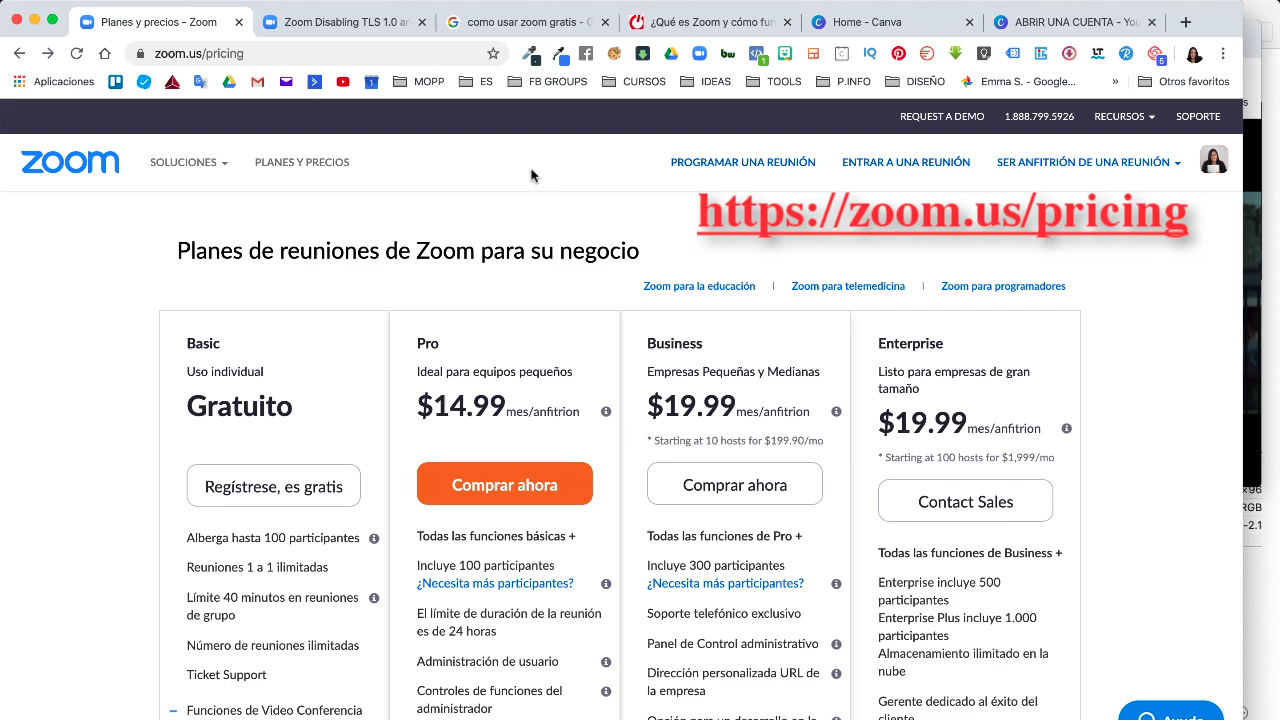 Planes y precios - Zoom
Zoom Disabling TLS 1.0 ar
como usar zoom gratis - G
¿Qué es Zoom y cómo fun
Home - Canva
ABRIR UNA CUENTA - You
zoom.us/pricing
Aplicaciones
MOPP
ES
FB GROUPS
CURSOS
IDEAS
TOOLS
P.INFO
DISEÑO
Emma S. - Google...
»
Otros favoritos
REQUEST A DEMO
1.888.799.5926
RECURSOS
SOPORTE
zoom
SOLUCIONES
PLANES Y PRECIOS
PROGRAMAR UNA REUNIÓN
ENTRAR A UNA REUNIÓN
SER ANFITRIÓN DE UNA REUNIÓN
https://zoom.us/pricing
Planes de reuniones de Zoom para su negocio
Zoom para la educación | Zoom para telemedicina | Zoom para programadores
Basic
Uso individual
Gratuito
Regístrese, es gratis
Alberga hasta 100 participantes
Reuniones 1 a 1 ilimitadas
Límite 40 minutos en reuniones
de grupo
Número de reuniones ilimitadas
Ticket Support
– Funciones de Video Conferencia
Pro
Ideal para equipos pequeños
$14.99mes/anfitrion
Comprar ahora
Todas las funciones básicas +
Incluye 100 participantes
¿Necesita más participantes?
El límite de duración de la reunión
es de 24 horas
Administración de usuario
Controles de funciones del
administrador
Business
Empresas Pequeñas y Medianas
$19.99mes/anfitrion
* Starting at 10 hosts for $199.90/mo
Comprar ahora
Todas las funciones de Pro +
Incluye 300 participantes
¿Necesita más participantes?
Soporte telefónico exclusivo
Panel de Control administrativo
Dirección personalizada URL de
la empresa
Enterprise
Listo para empresas de gran
tamaño
$19.99mes/anfitrion
* Starting at 100 hosts for $1,999/mo
Contact Sales
Todas las funciones de Business +
Enterprise incluye 500
participantes
Enterprise Plus incluye 1.000
participantes
Almacenamiento ilimitado en la
nube
Gerente dedicado al éxito del
cliente
Ayuda